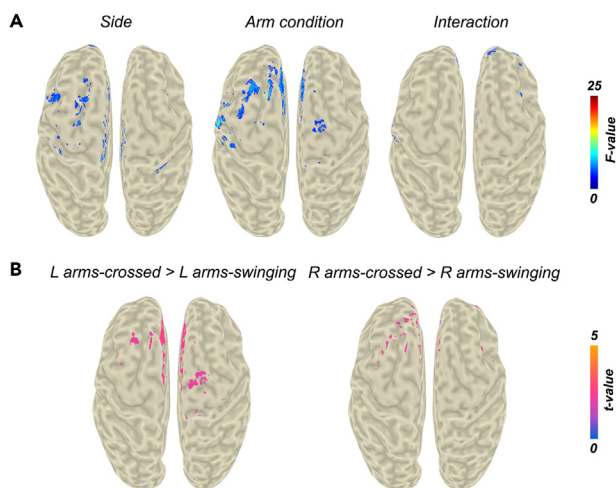 A
Side
Arm condition
Interaction
25
F-value
0
B
L arms-crossed > L arms-swinging
R arms-crossed > R arms-swinging
5
t-value
0